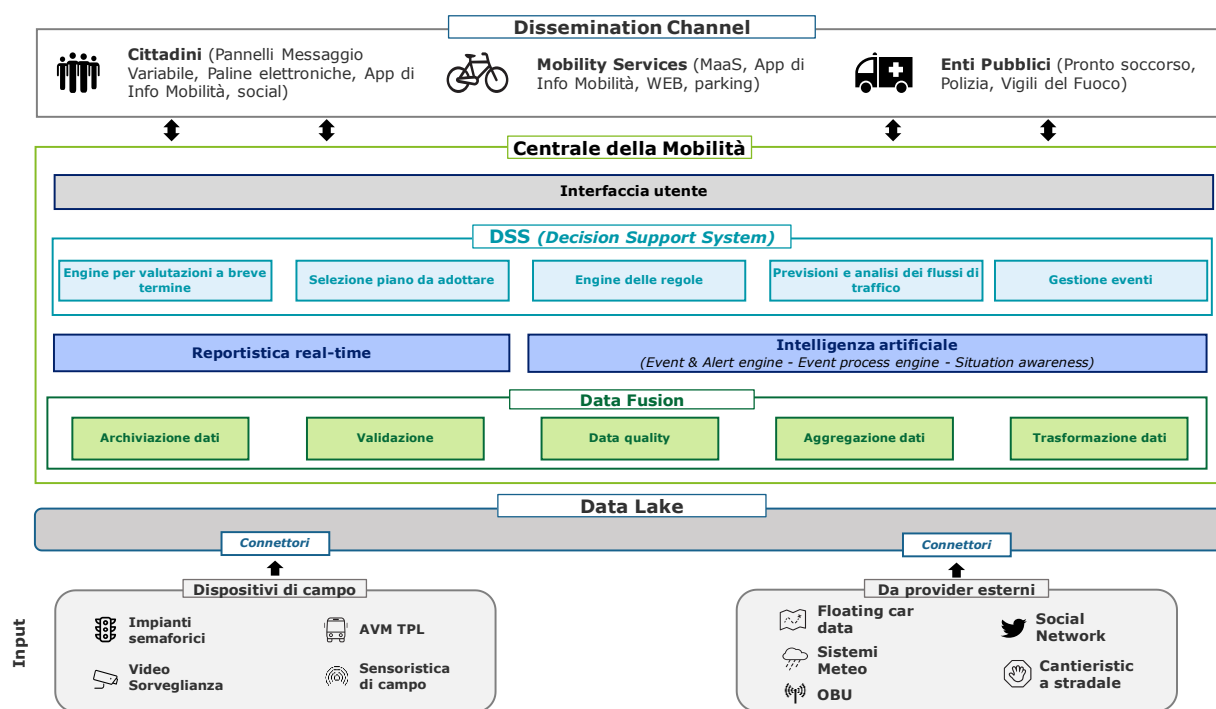 Dissemination Channel
Cittadini (Pannelli Messaggio
Variabile, Paline elettroniche, App di
Info Mobilità, social)
Mobility Services (MaaS, App di
Info Mobilità, WEB, parking)
Enti Pubblici (Pronto soccorso,
Polizia, Vigili del Fuoco)
Centrale della Mobilità
Interfaccia utente
DSS (Decision Support System)
Engine per valutazioni a breve
termine
Selezione piano da adottare
Engine delle regole
Previsioni e analisi dei flussi di
traffico
Gestione eventi
Reportistica real-time
Intelligenza artificiale
(Event & Alert engine - Event process engine - Situation awareness)
Data Fusion
Archiviazione dati
Validazione
Data quality
Aggregazione dati
Trasformazione dati
Data Lake
Connettori
Connettori
Input
Dispositivi di campo
Impianti
semaforici
AVM TPL
Video
Sorveglianza
Sensoristica
di campo
Da provider esterni
Floating car
data
Social
Network
Sistemi
Meteo
Cantieristic
a stradale
OBU